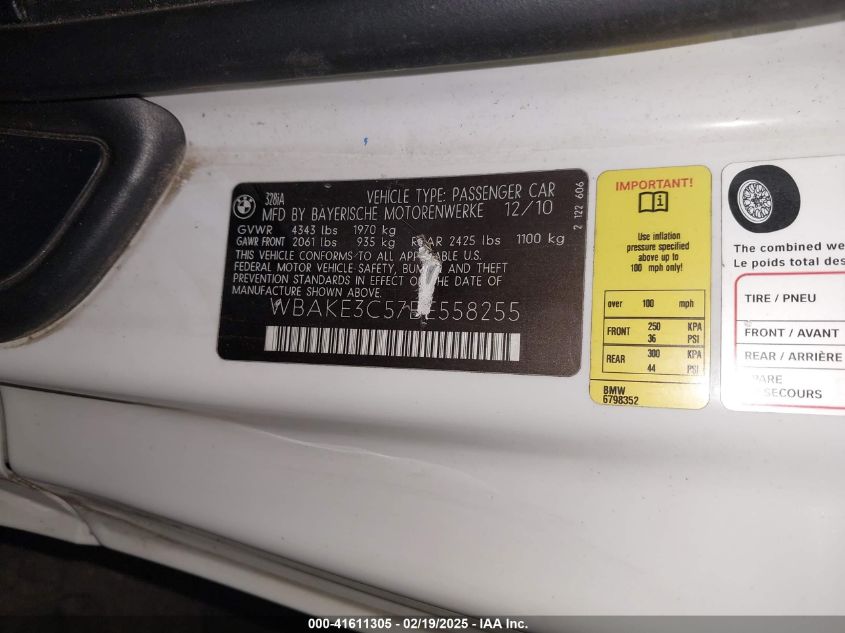 BMW
328iA
VEHICLE TYPE: PASSENGER CAR
MFD BY BAYERISCHE MOTORENWERKE 12/10
GVWR 4343 lbs 1970 kg
GAWR FRONT 2061 lbs 935 kg REAR 2425 lbs 1100 kg
THIS VEHICLE CONFORMS TO ALL APPLICABLE U.S.
FEDERAL MOTOR VEHICLE SAFETY, BUMPER AND THEFT
PREVENTION STANDARDS IN EFFECT ON THE DATE OF
MANUFACTURE SHOWN ABOVE.
WBAKE3C57BE558255
2 122 606
IMPORTANT!
Use inflation
pressure specified
above up to
100 mph only!
over 100 mph
FRONT 250 KPA
36 PSI
REAR 300 KPA
44 PSI
BMW
6798352
The combined we
Le poids total des
TIRE / PNEU
FRONT / AVANT
REAR / ARRIÈRE
SECOURS
000-41611305 - 02/19/2025 - IAA Inc.